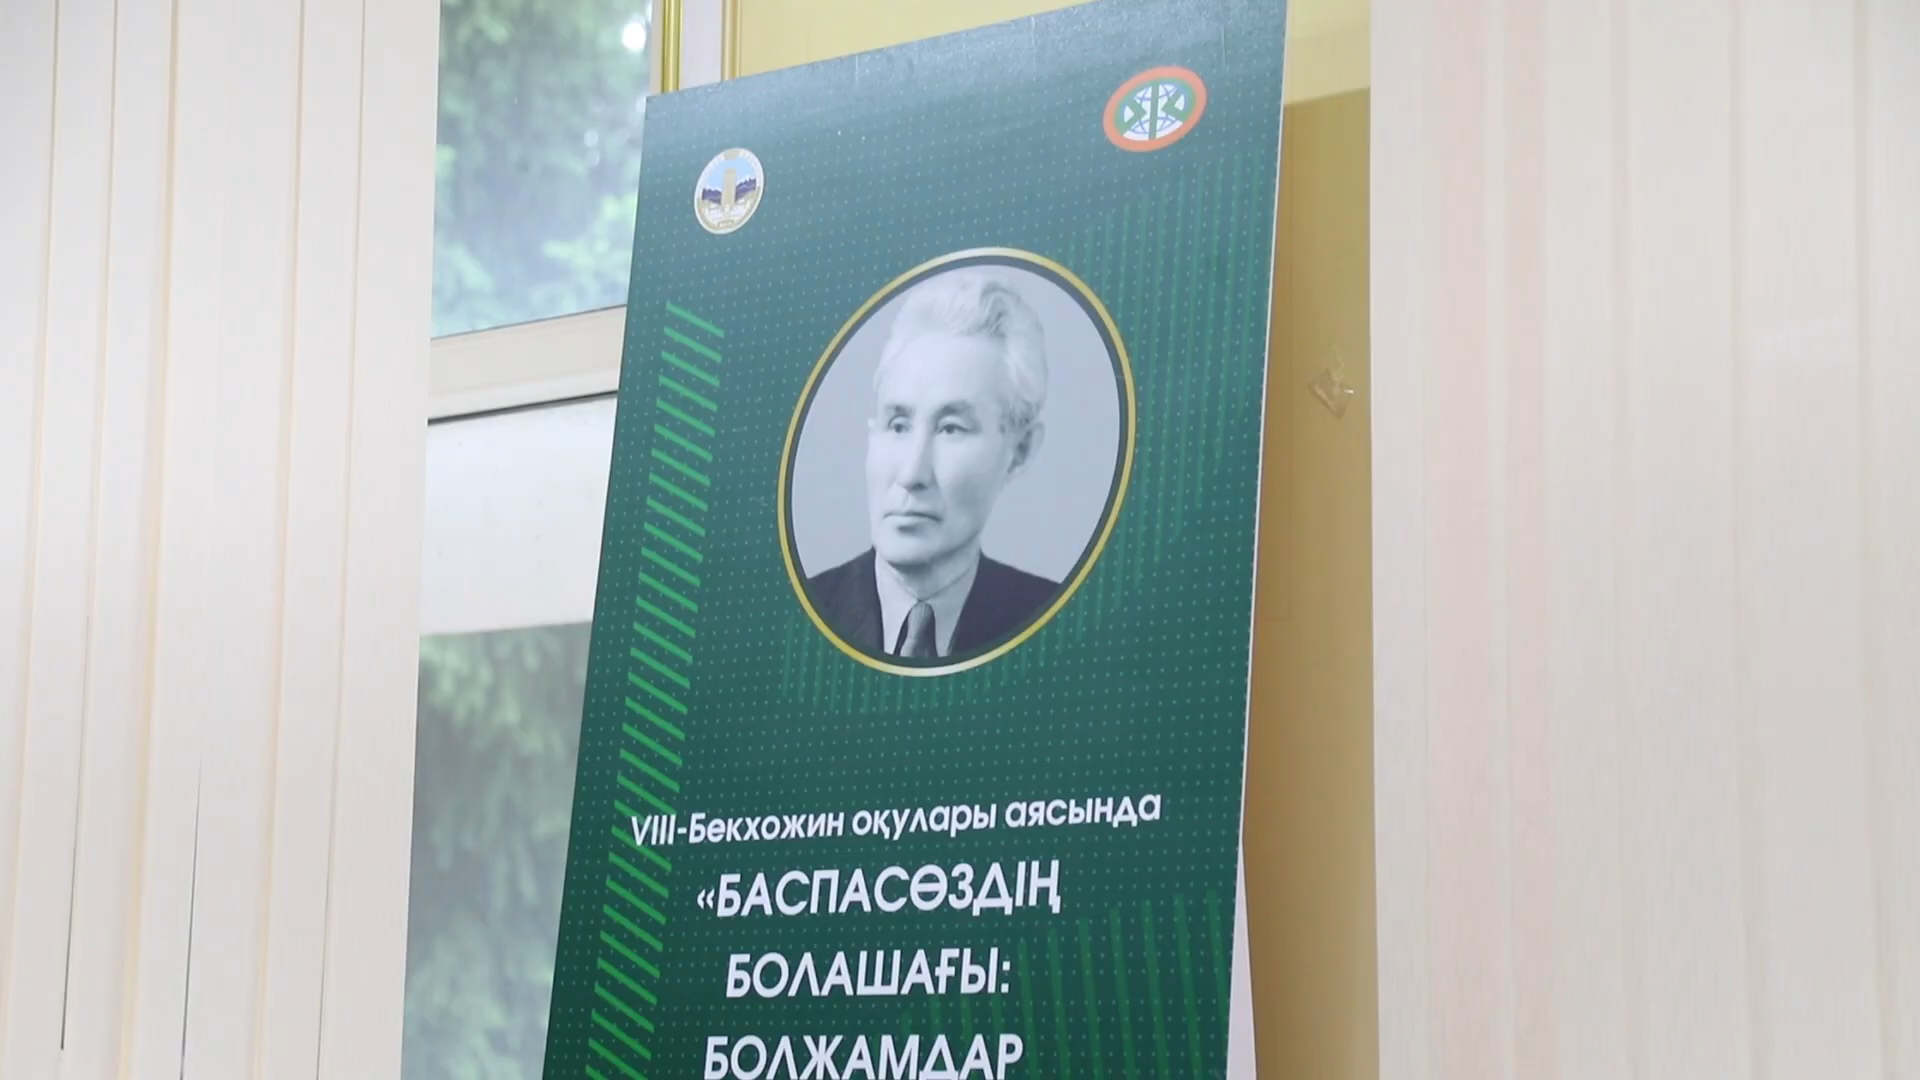 VIII-Бекхожин оқулары аясында
«БАСПАСӨЗДІҢ
БОЛАШАҒЫ:
БОЛЖАМДАР